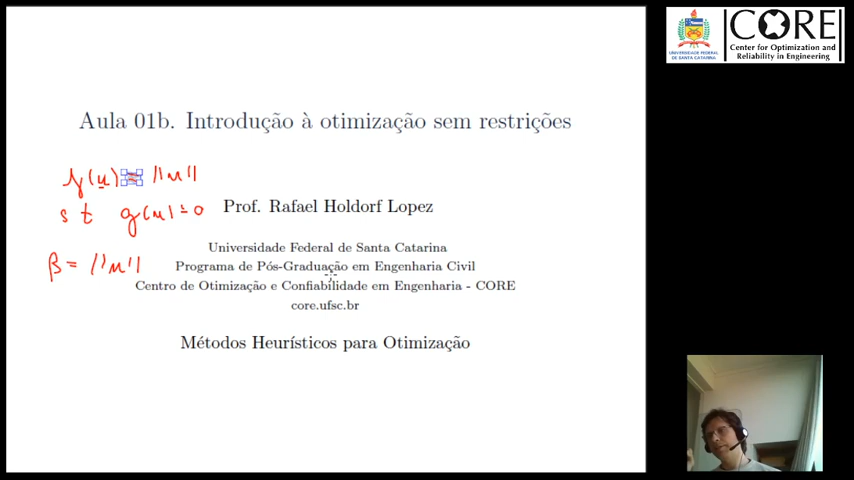 CORE
Center for Optimization and
Reliability in Engineering
UNIVERSIDADE FEDERAL
DE SANTA CATARINA
Aula 01b. Introdução à otimização sem restrições
f(u) = ||u||
s t g(u) = 0
β = ||u||
Prof. Rafael Holdorf Lopez
Universidade Federal de Santa Catarina
Programa de Pós-Graduação em Engenharia Civil
Centro de Otimização e Confiabilidade em Engenharia - CORE
core.ufsc.br
Métodos Heurísticos para Otimização